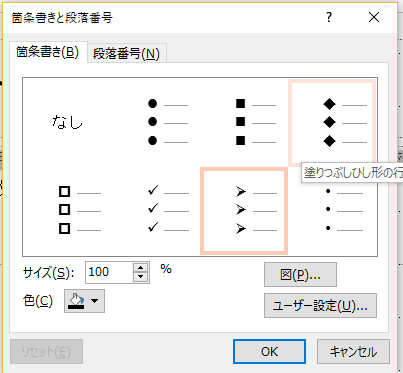 箇条書きと段落番号
箇条書き(B) 段落番号(N)
なし
塗りつぶしひし形の行
サイズ(S): 100 %
図(P)...
色(C)
ユーザー設定(U)...
リセット(E) OK キャンセル